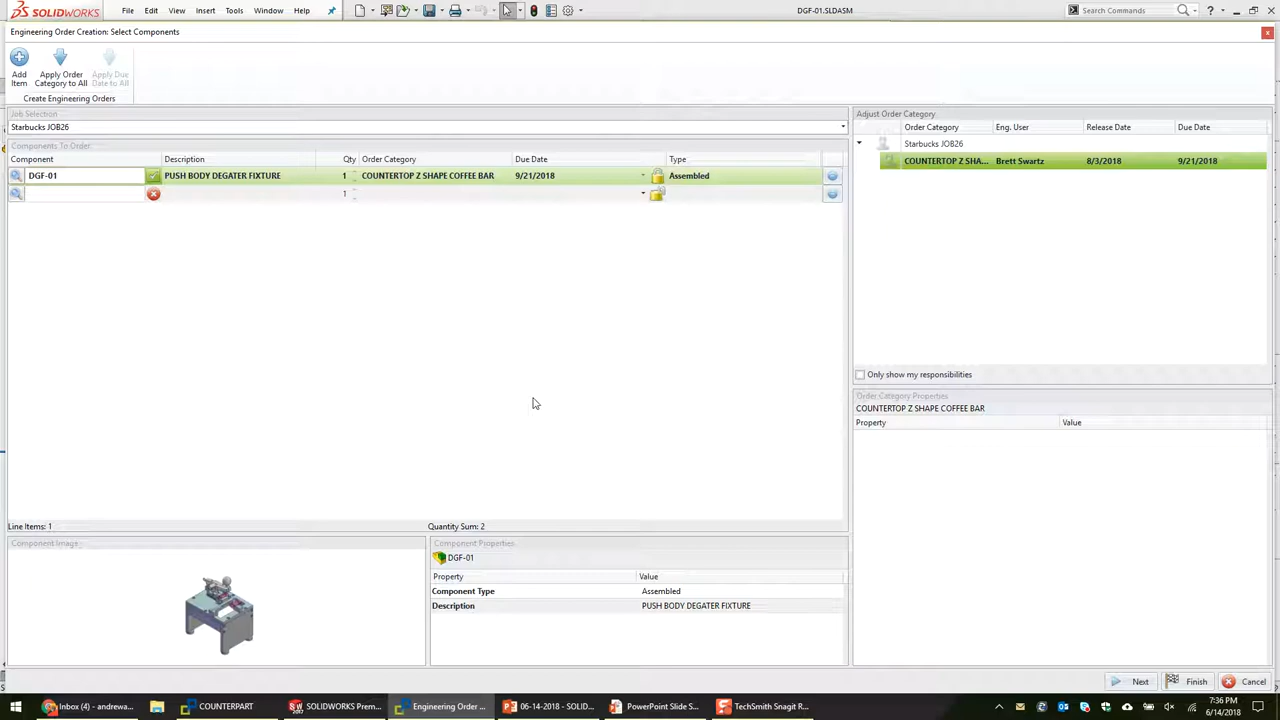 SOLIDWORKS File Edit View Insert Tools Window DGF-01.SLDASM Search Commands
Engineering Order Creation: Select Components
Add Item
Apply Order Category to All
Apply Due Date to All
Create Engineering Orders
Job Selection
Starbucks JOB26
Components To Order
Component Description Qty Order Category Due Date Type
DGF-01 PUSH BODY DEGATER FIXTURE 1 COUNTERTOP Z SHAPE COFFEE BAR 9/21/2018 Assembled
1
Line Items: 1 Quantity Sum: 2
Adjust Order Category
Order Category Eng. User Release Date Due Date
Starbucks JOB26
COUNTERTOP Z SHA... Brett Swartz 8/3/2018 9/21/2018
Only show my responsibilities
Order Category Properties
COUNTERTOP Z SHAPE COFFEE BAR
Property Value
Component Image
Component Properties
DGF-01
Property Value
Component Type Assembled
Description PUSH BODY DEGATER FIXTURE
Next Finish Cancel
Inbox (4) - andrewa... COUNTERPART SOLIDWORKS Prem... Engineering Order ... 06-14-2018 - SOLID... PowerPoint Slide S... TechSmith Snagit R...
7:36 PM
6/14/2018